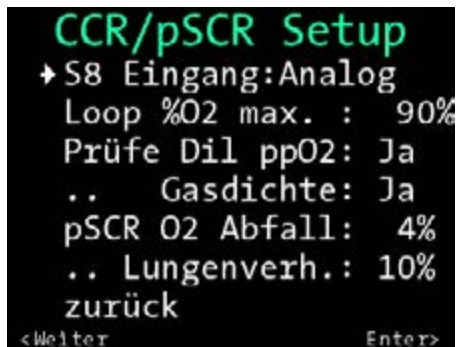 CCR/pSCR Setup
S8 Eingang:Analog
Loop %O2 max. : 90%
Prüfe Dil ppO2: Ja
.. Gasdichte: Ja
pSCR O2 Abfall: 4%
.. Lungenverh.: 10%
zurück
<Weiter Enter>